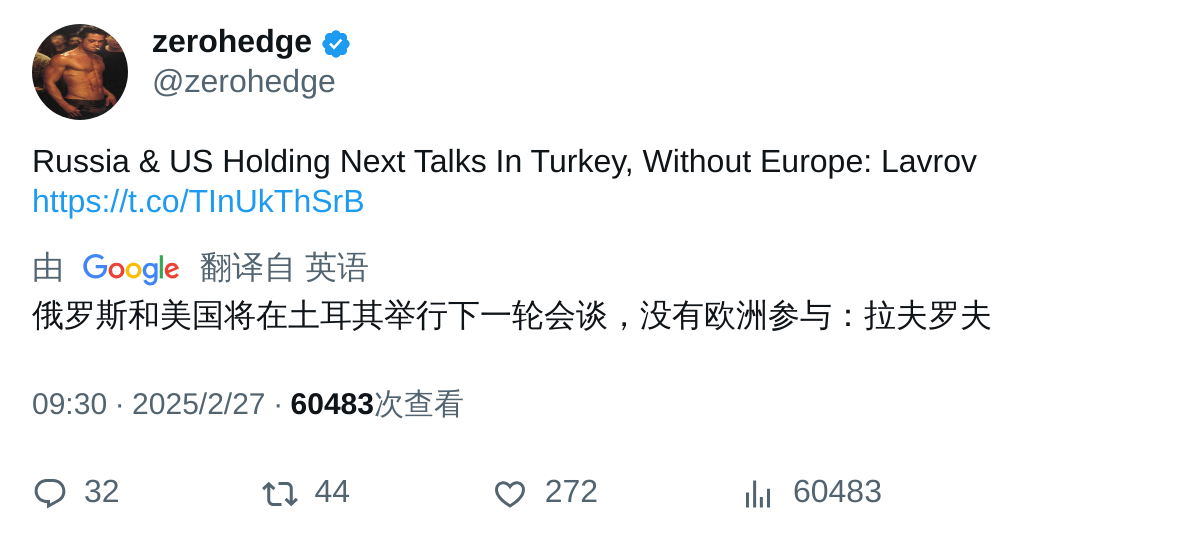 zerohedge
@zerohedge
Russia & US Holding Next Talks In Turkey, Without Europe: Lavrov
https://t.co/TInUkThSrB
由 Google 翻译自 英语
俄罗斯和美国将在土耳其举行下一轮会谈，没有欧洲参与：拉夫罗夫
09:30 · 2025/2/27 · 60483次查看
32 44 272 60483